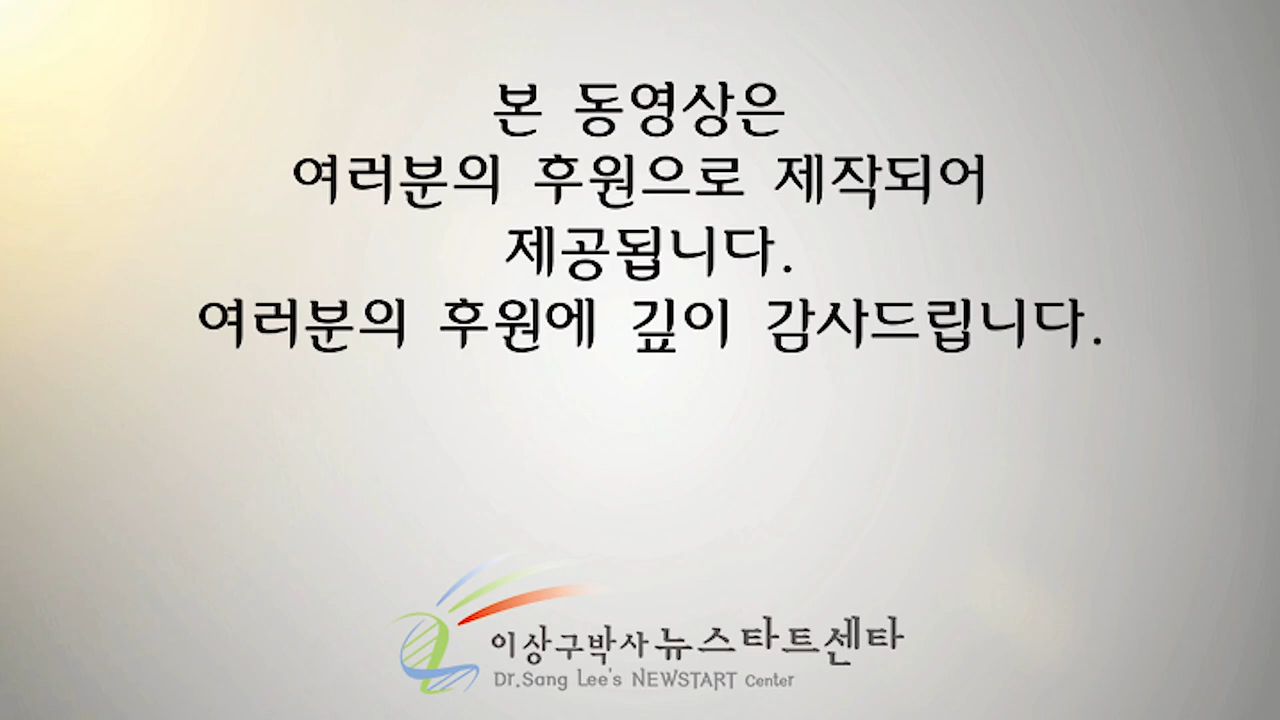 본 동영상은
여러분의 후원으로 제작되어
제공됩니다.
여러분의 후원에 깊이 감사드립니다.
이상구박사뉴스타트센타
Dr.Sang Lee's NEWSTART Center